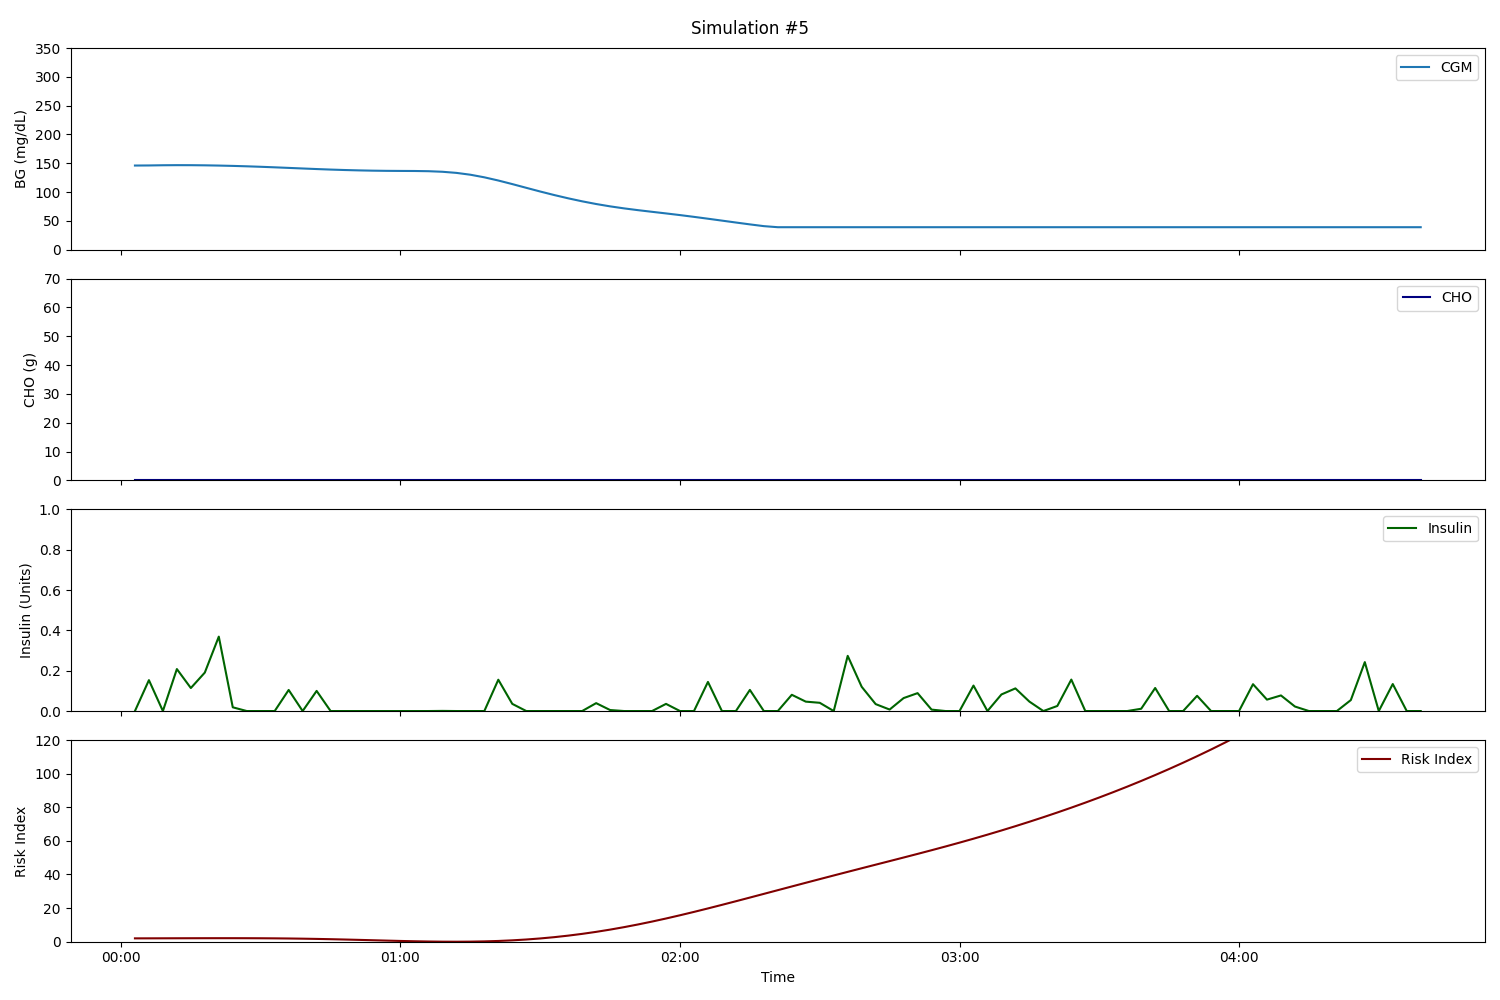 Simulation #5
350
300
250
200
150
100
50
0
BG (mg/dL)
CGM
70
60
50
40
30
20
10
0
CHO (g)
CHO
1.0
0.8
0.6
0.4
0.2
0.0
Insulin (Units)
Insulin
120
100
80
60
40
20
0
Risk Index
Risk Index
00:00 01:00 02:00 03:00 04:00
Time